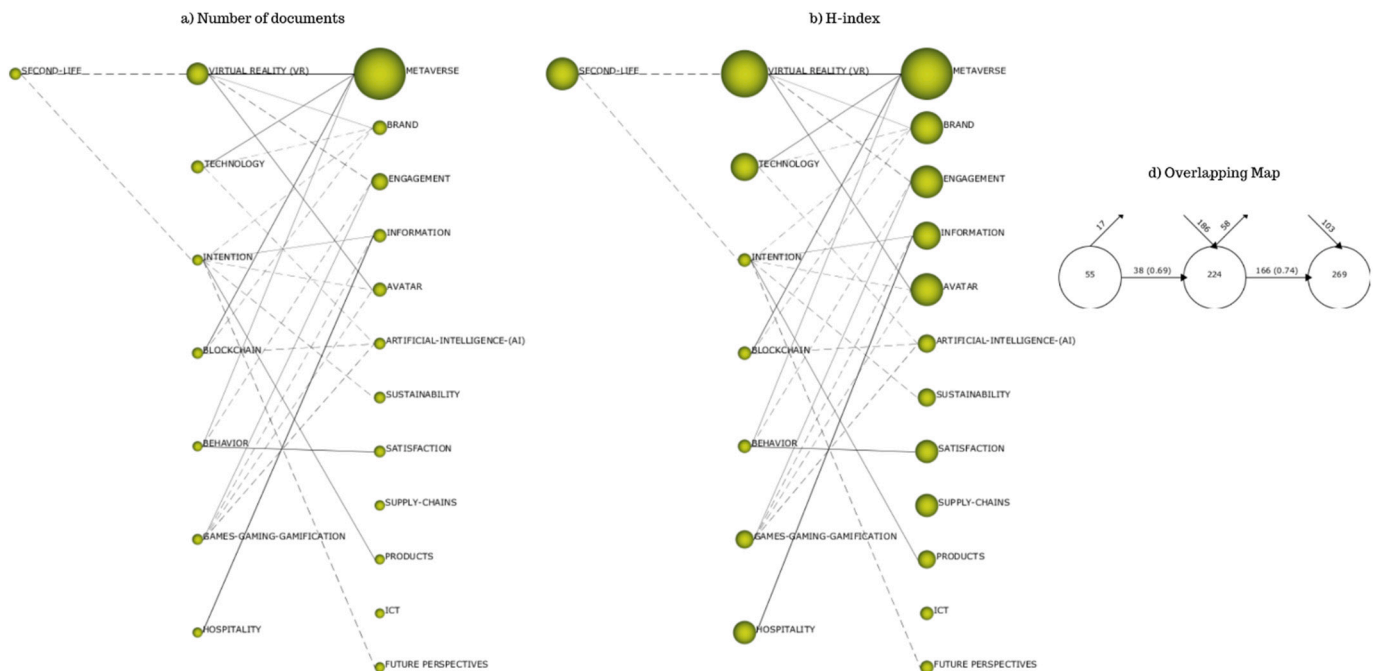 a) Number of documents
SECOND-LIFE
VIRTUAL REALITY (VR)
METAVERSE
BRAND
TECHNOLOGY
ENGAGEMENT
INFORMATION
INTENTION
AVATAR
ARTIFICIAL-INTELLIGENCE-(AI)
BLOCKCHAIN
SUSTAINABILITY
BEHAVIOR
SATISFACTION
SUPPLY-CHAINS
GAMES-GAMING-GAMIFICATION
PRODUCTS
ICT
HOSPITALITY
FUTURE PERSPECTIVES
b) H-index
SECOND-LIFE
VIRTUAL REALITY (VR)
METAVERSE
BRAND
TECHNOLOGY
ENGAGEMENT
INFORMATION
INTENTION
AVATAR
ARTIFICIAL-INTELLIGENCE-(AI)
BLOCKCHAIN
SUSTAINABILITY
BEHAVIOR
SATISFACTION
SUPPLY-CHAINS
GAMES-GAMING-GAMIFICATION
PRODUCTS
ICT
HOSPITALITY
FUTURE PERSPECTIVES
d) Overlapping Map
17
186
58
103
55
38 (0.69)
224
166 (0.74)
269